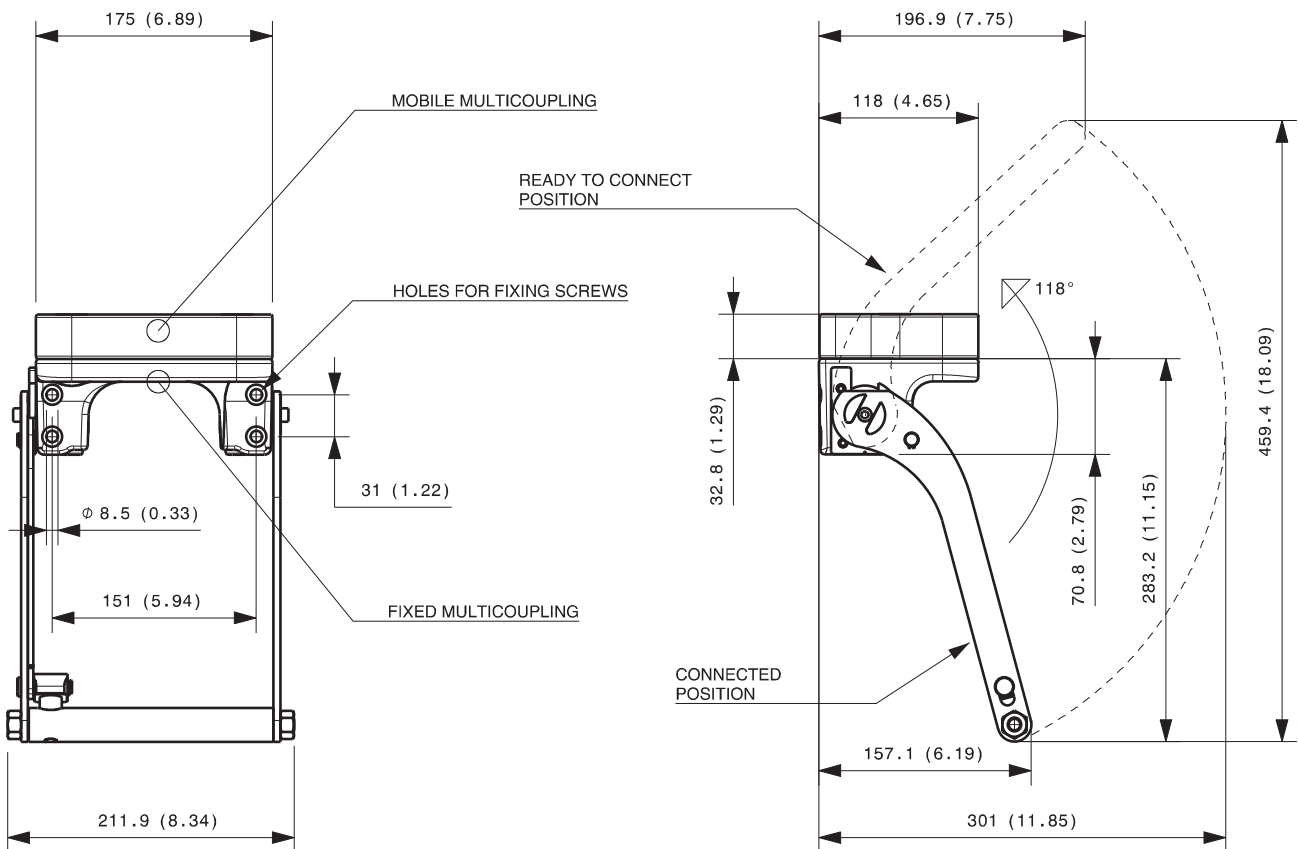 175 (6.89)
196.9 (7.75)
MOBILE MULTICOUPLING
118 (4.65)
READY TO CONNECT
POSITION
HOLES FOR FIXING SCREWS
118°
459.4 (18.09)
32.8 (1.29)
31 (1.22)
⌀ 8.5 (0.33)
70.8 (2.79)
283.2 (11.15)
151 (5.94)
FIXED MULTICOUPLING
CONNECTED
POSITION
157.1 (6.19)
211.9 (8.34)
301 (11.85)